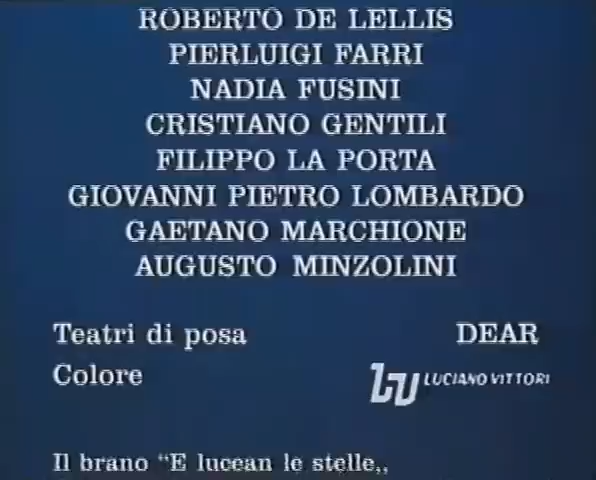 ROBERTO DE LELLIS
PIERLUIGI FARRI
NADIA FUSINI
CRISTIANO GENTILI
FILIPPO LA PORTA
GIOVANNI PIETRO LOMBARDO
GAETANO MARCHIONE
AUGUSTO MINZOLINI
Teatri di posa DEAR
Colore LV LUCIANO VITTORI
Il brano “E lucean le stelle„